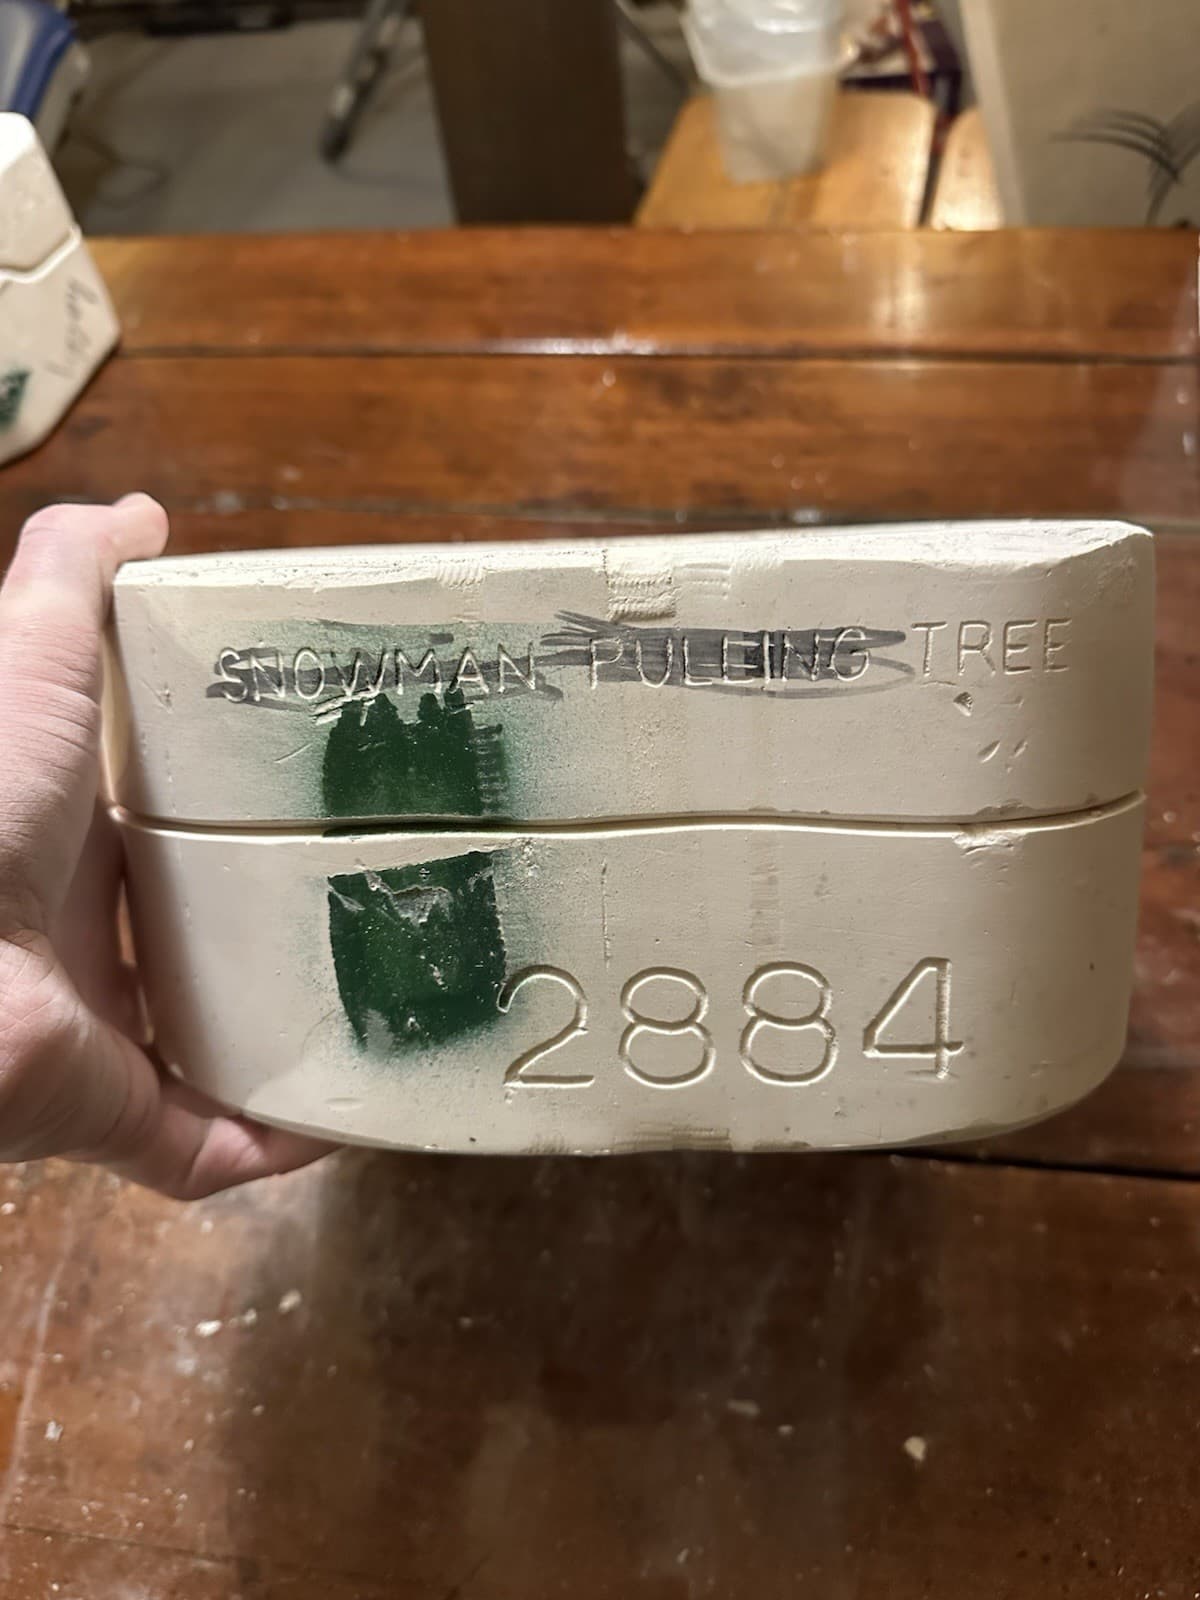 SNOWMAN PULLING TREE
2884